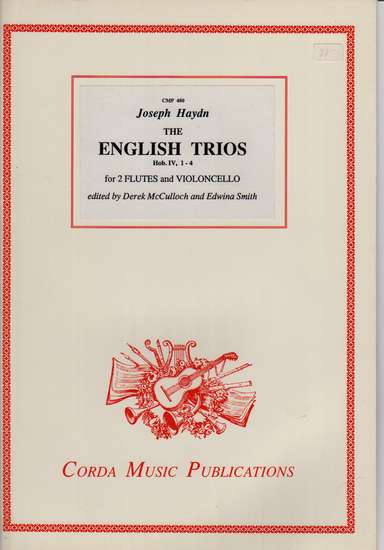 CMP 480
Joseph Haydn
THE
ENGLISH TRIOS
Hob. IV, 1 - 4
for 2 FLUTES and VIOLONCELLO
edited by Derek McCulloch and Edwina Smith
CORDA MUSIC PUBLICATIONS